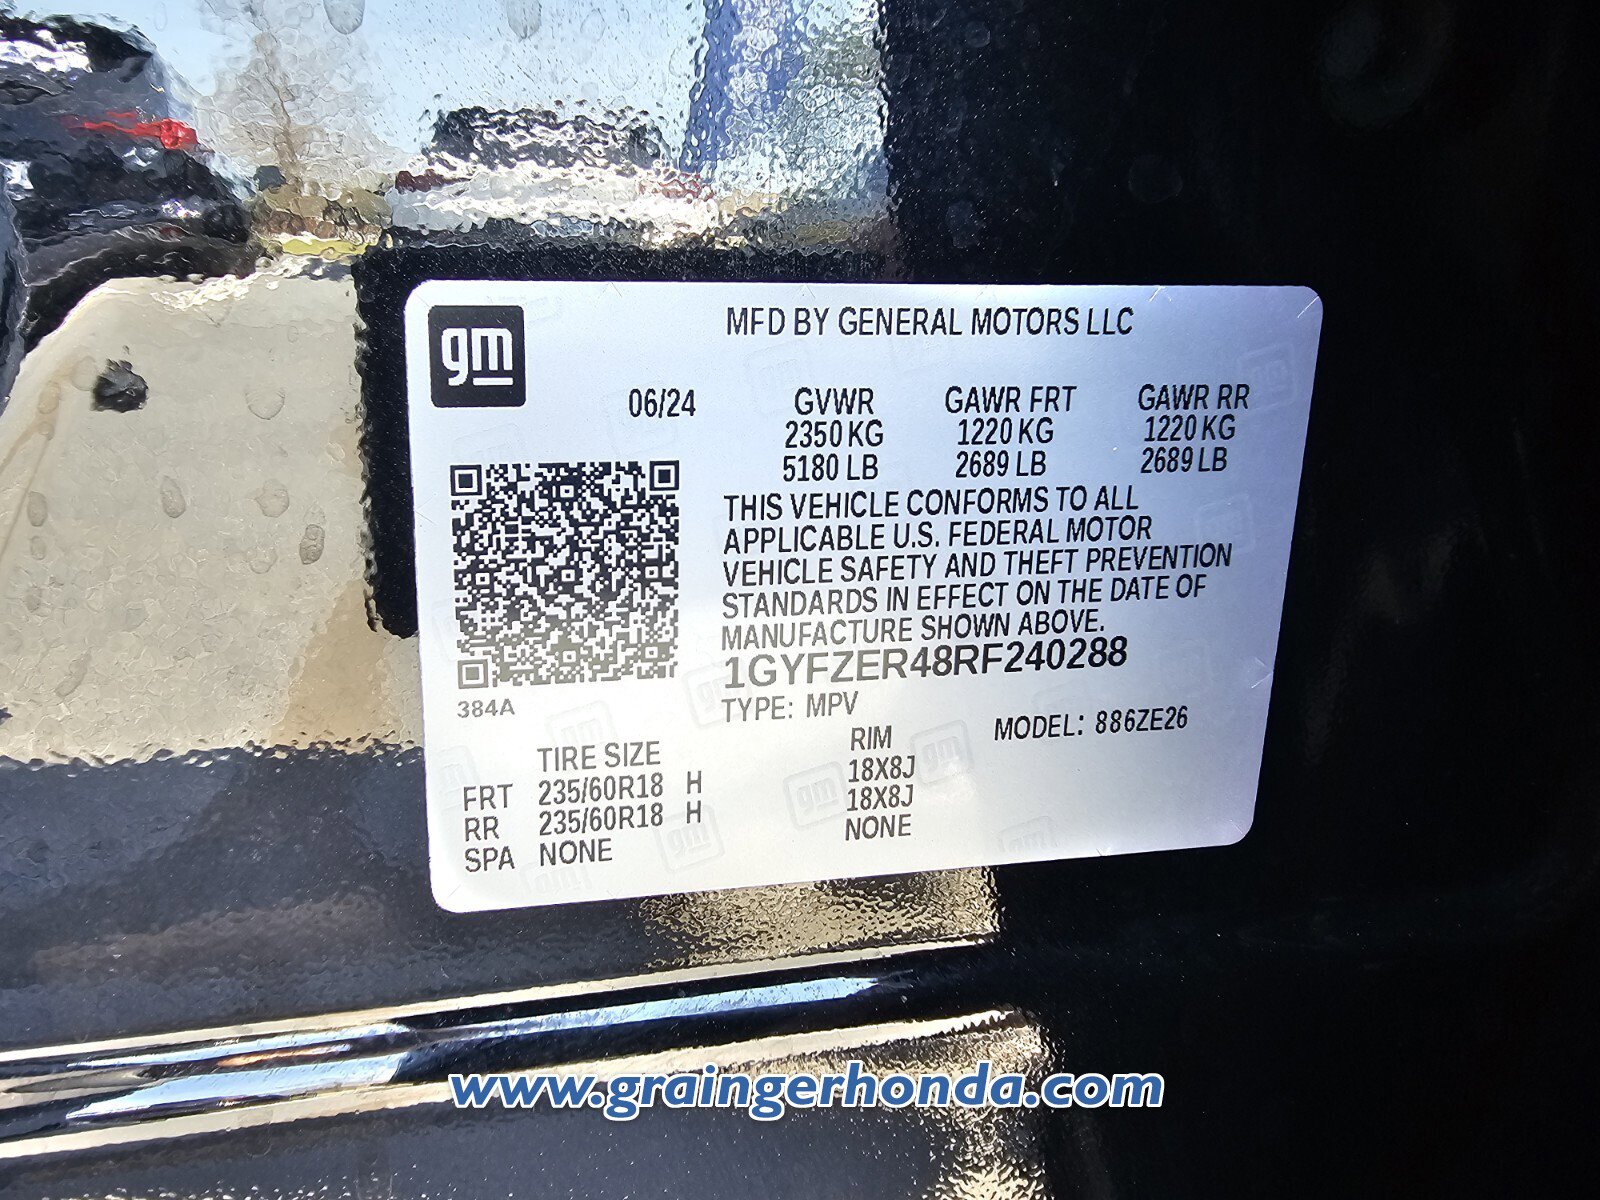 gm
MFD BY GENERAL MOTORS LLC
06/24 GVWR GAWR FRT GAWR RR
2350 KG 1220 KG 1220 KG
5180 LB 2689 LB 2689 LB
THIS VEHICLE CONFORMS TO ALL
APPLICABLE U.S. FEDERAL MOTOR
VEHICLE SAFETY AND THEFT PREVENTION
STANDARDS IN EFFECT ON THE DATE OF
MANUFACTURE SHOWN ABOVE.
1GYFZER48RF240288
384A
TYPE: MPV MODEL: 886ZE26
TIRE SIZE RIM
FRT 235/60R18 H 18X8J
RR 235/60R18 H 18X8J
SPA NONE NONE
www.graingerhonda.com